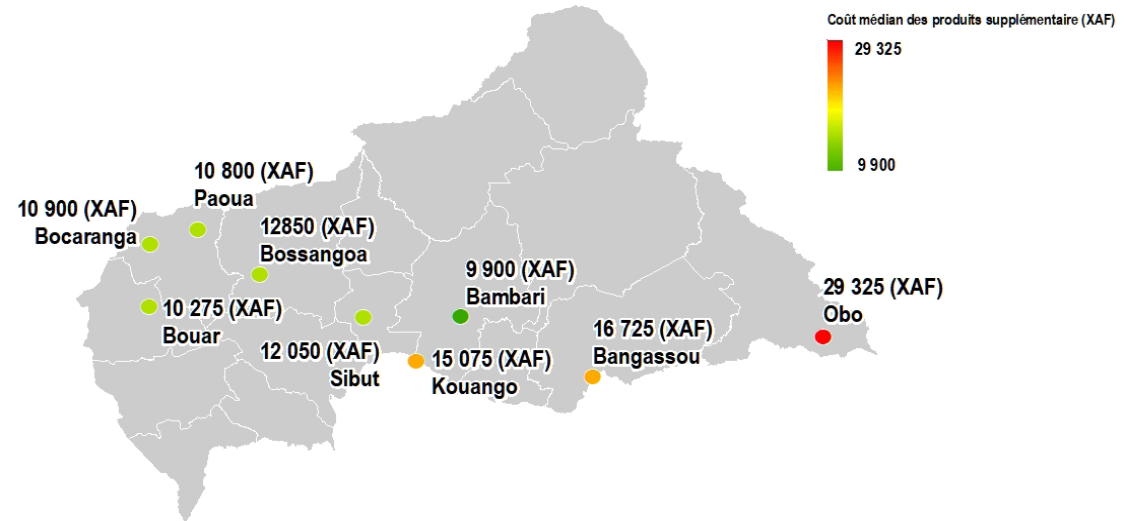 Coût médian des produits supplémentaire (XAF)
29 325
9 900
10 800 (XAF)
Paoua
10 900 (XAF)
Bocaranga
12850 (XAF)
Bossangoa
10 275 (XAF)
Bouar
12 050 (XAF)
Sibut
9 900 (XAF)
Bambari
15 075 (XAF)
Kouango
16 725 (XAF)
Bangassou
29 325 (XAF)
Obo